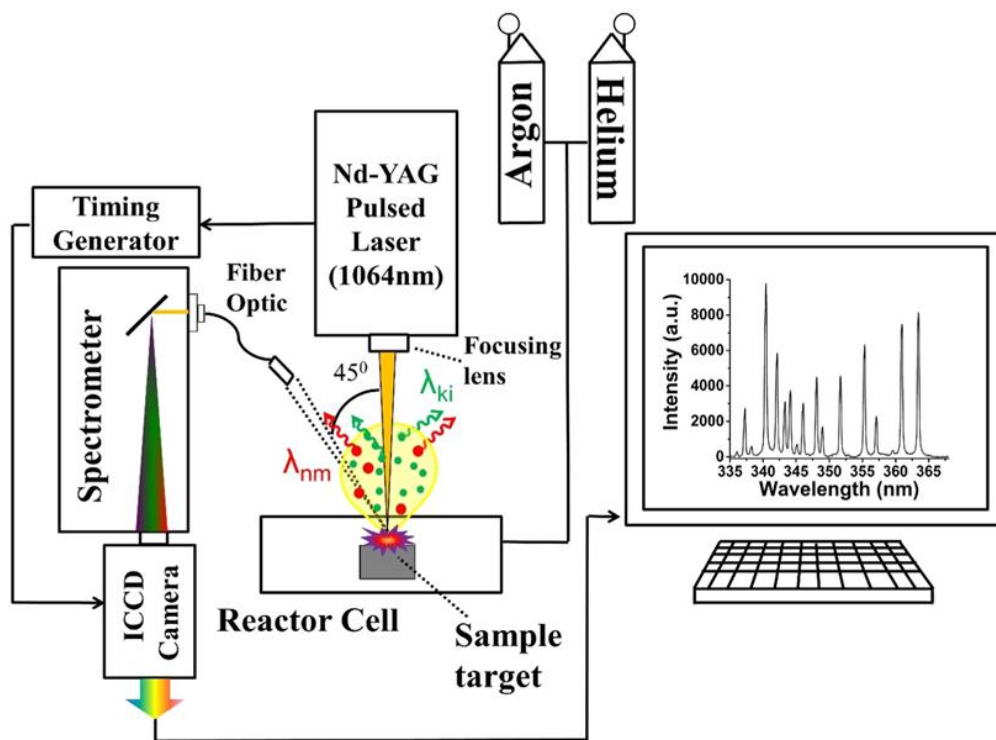 Argon
Helium
Nd-YAG
Pulsed
Laser
(1064nm)
Timing
Generator
Fiber
Optic
Spectrometer
45⁰
Focusing
lens
λki
λnm
Intensity (a.u.)
10000
8000
6000
4000
2000
0
335 340 345 350 355 360 365
Wavelength (nm)
Reactor Cell
Sample
target
ICCD
Camera